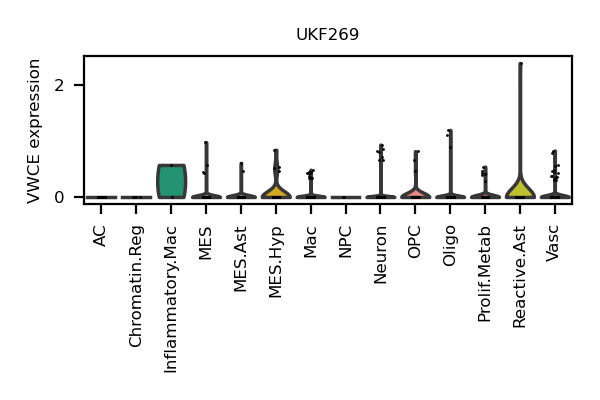 UKF269
VWCE expression
2
0
AC
Chromatin.Reg
Inflammatory.Mac
MES
MES.Ast
MES.Hyp
Mac
NPC
Neuron
OPC
Oligo
Prolif.Metab
Reactive.Ast
Vasc